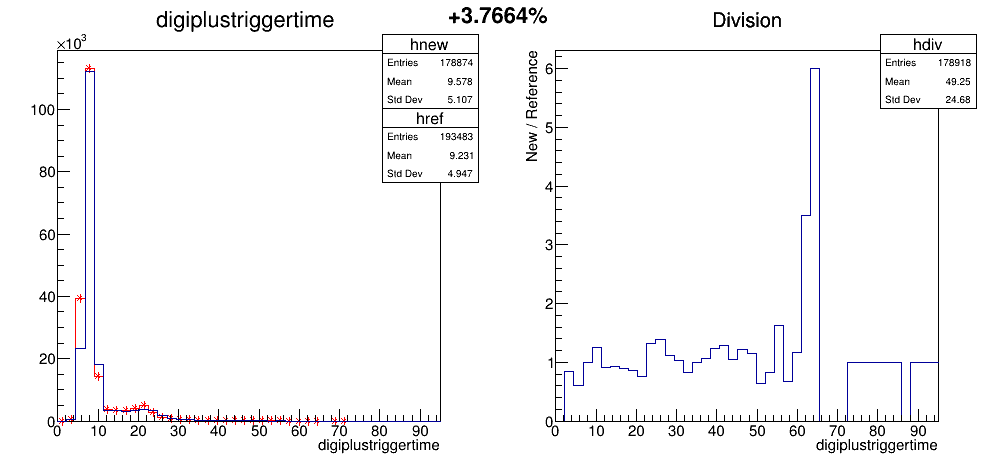 digiplustriggertime
+3.7664%
Division
×10³
hnew
Entries 178874
Mean 9.578
Std Dev 5.107
href
Entries 193483
Mean 9.231
Std Dev 4.947
100
80
60
40
20
0
0 10 20 30 40 50 60 70 80 90
digiplustriggertime
hdiv
Entries 178918
Mean 49.25
Std Dev 24.68
New / Reference
6
5
4
3
2
1
0
0 10 20 30 40 50 60 70 80 90
digiplustriggertime